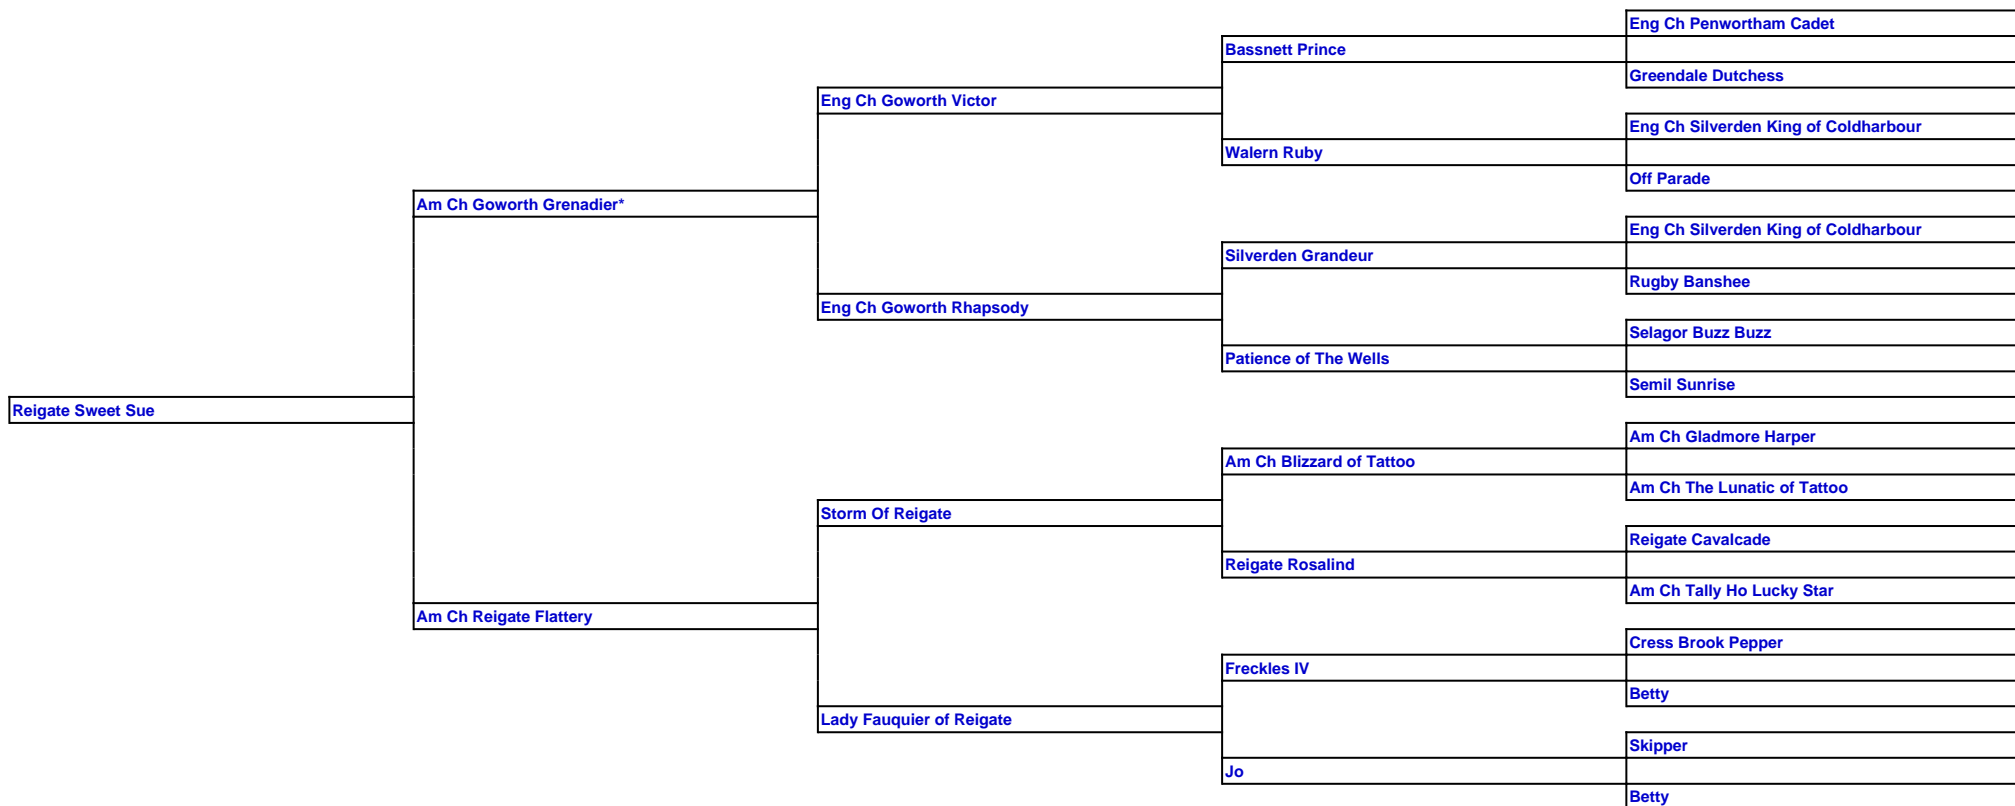 Eng Ch Penwortham Cadet
Bassnett Prince
Greendale Dutchess
Eng Ch Goworth Victor
Eng Ch Silverden King of Coldharbour
Walern Ruby
Off Parade
Am Ch Goworth Grenadier*
Eng Ch Silverden King of Coldharbour
Silverden Grandeur
Rugby Banshee
Eng Ch Goworth Rhapsody
Selagor Buzz Buzz
Patience of The Wells
Semil Sunrise
Reigate Sweet Sue
Am Ch Gladmore Harper
Am Ch Blizzard of Tattoo
Am Ch The Lunatic of Tattoo
Storm Of Reigate
Reigate Cavalcade
Reigate Rosalind
Am Ch Tally Ho Lucky Star
Am Ch Reigate Flattery
Cress Brook Pepper
Freckles IV
Betty
Lady Fauquier of Reigate
Skipper
Jo
Betty